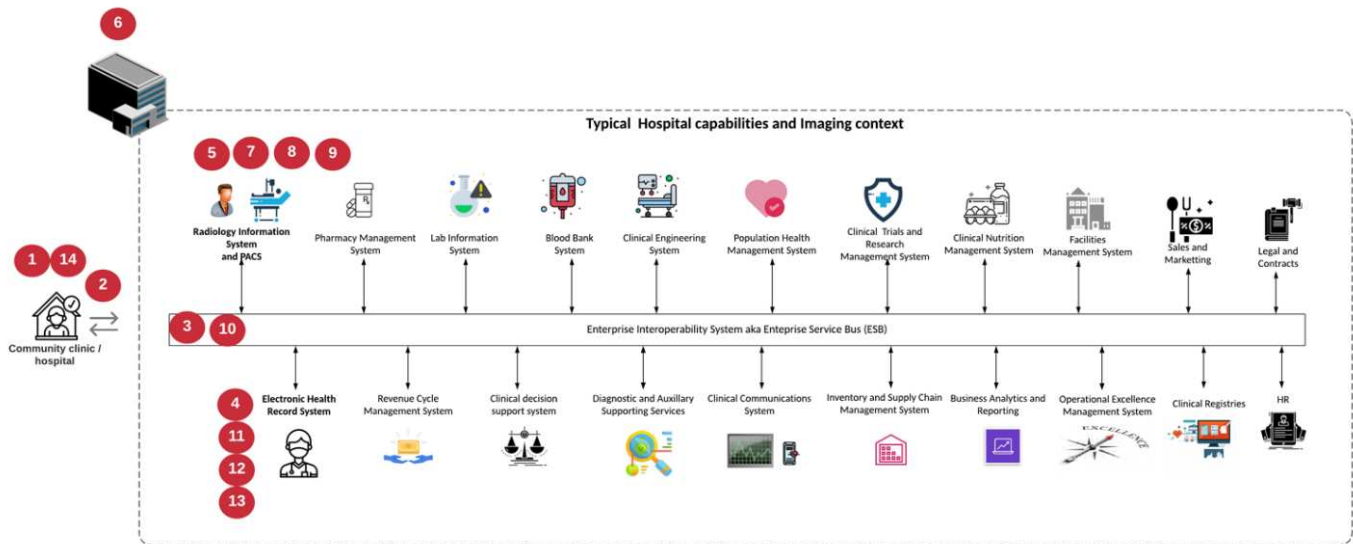 6
Typical Hospital capabilities and Imaging context
5
7
8
9
Radiology Information
System
and PACS
Pharmacy Management
System
Lab Information
System
Blood Bank
System
Clinical Engineering
System
Population Health
Management System
Clinical Trials and
Research
Management System
Clinical Nutrition
Management System
Facilities
Management System
Sales and
Marketting
Legal and
Contracts
1
14
2
Community clinic /
hospital
3
10
Enterprise Interoperability System aka Enteprise Service Bus (ESB)
4
11
12
13
Electronic Health
Record System
Revenue Cycle
Management System
Clinical decision
support system
Diagnostic and Auxillary
Supporting Services
Clinical Communications
System
Inventory and Supply Chain
Management System
Business Analytics and
Reporting
Operational Excellence
Management System
EXCELLENCE
Clinical Registries
HR